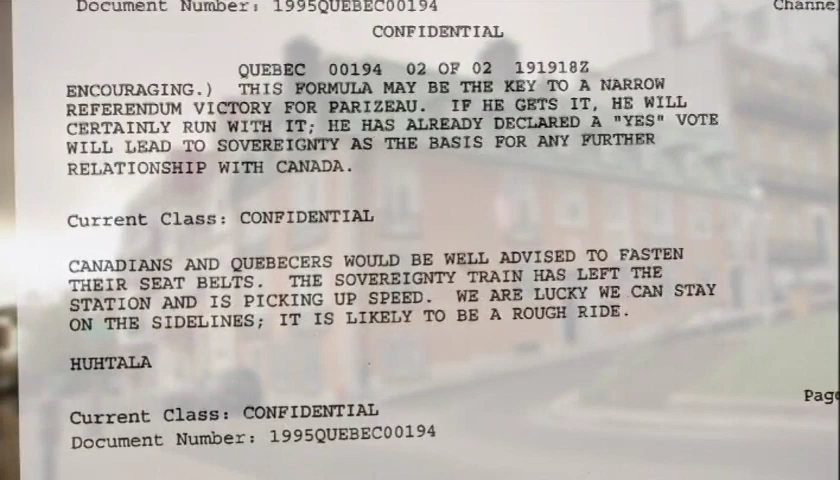 Document Number: 1995QUEBEC00194
Channe
CONFIDENTIAL
QUEBEC 00194 02 OF 02 191918Z
ENCOURAGING.) THIS FORMULA MAY BE THE KEY TO A NARROW
REFERENDUM VICTORY FOR PARIZEAU. IF HE GETS IT, HE WILL
CERTAINLY RUN WITH IT; HE HAS ALREADY DECLARED A "YES" VOTE
WILL LEAD TO SOVEREIGNTY AS THE BASIS FOR ANY FURTHER
RELATIONSHIP WITH CANADA.
Current Class: CONFIDENTIAL
CANADIANS AND QUEBECERS WOULD BE WELL ADVISED TO FASTEN
THEIR SEAT BELTS. THE SOVEREIGNTY TRAIN HAS LEFT THE
STATION AND IS PICKING UP SPEED. WE ARE LUCKY WE CAN STAY
ON THE SIDELINES; IT IS LIKELY TO BE A ROUGH RIDE.
HUHTALA
Page
Current Class: CONFIDENTIAL
Document Number: 1995QUEBEC00194